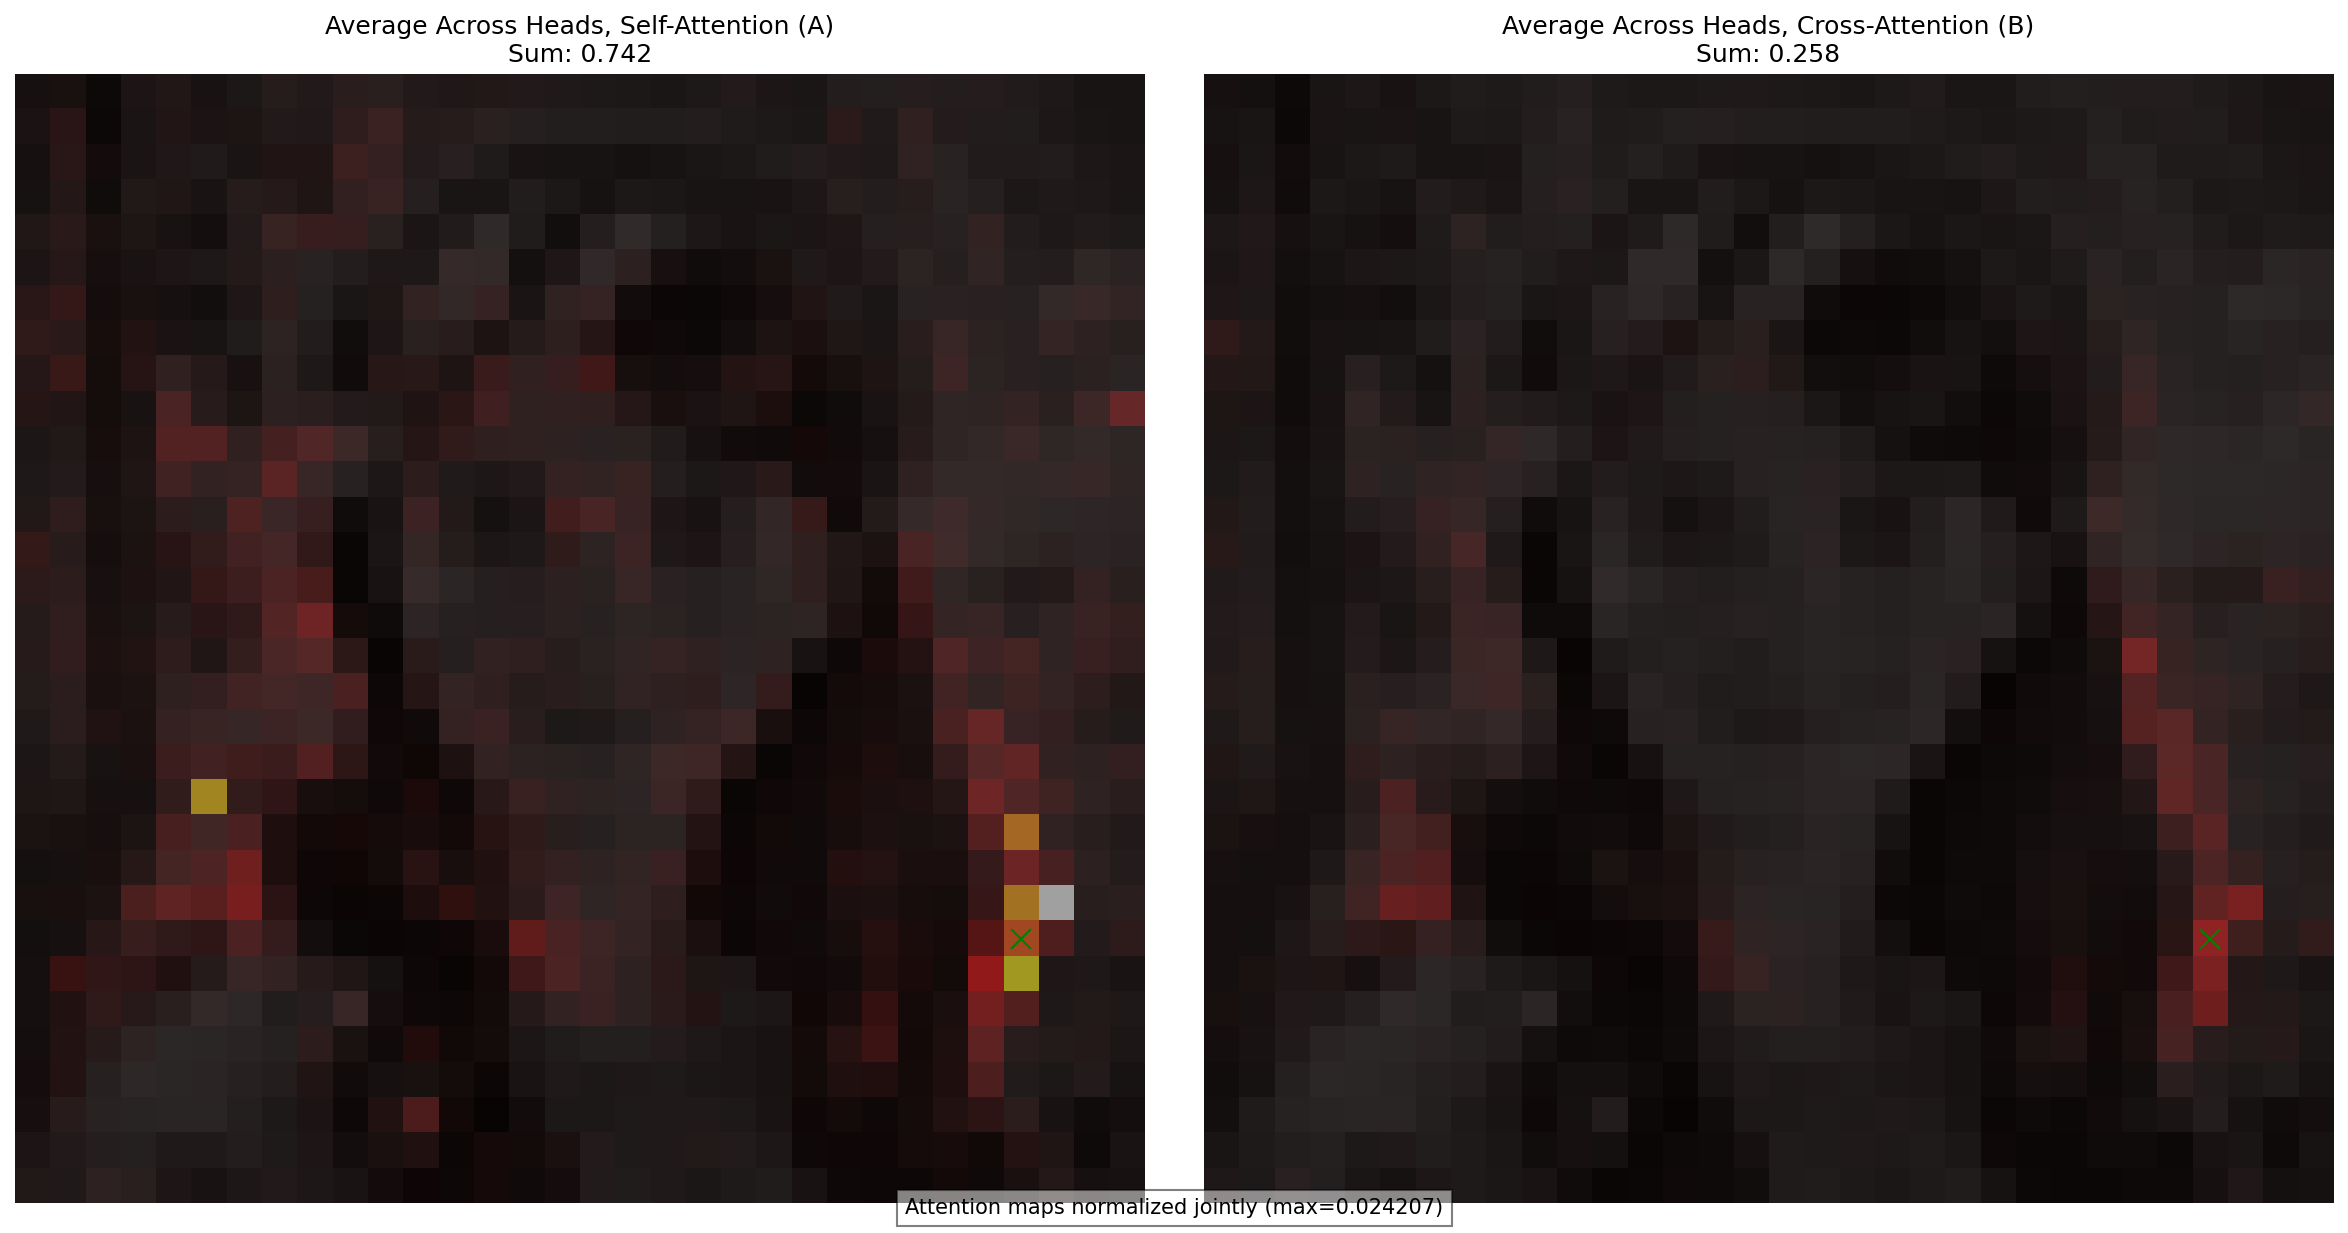 Average Across Heads, Self-Attention (A)
Sum: 0.742
Average Across Heads, Cross-Attention (B)
Sum: 0.258
Attention maps normalized jointly (max=0.024207)